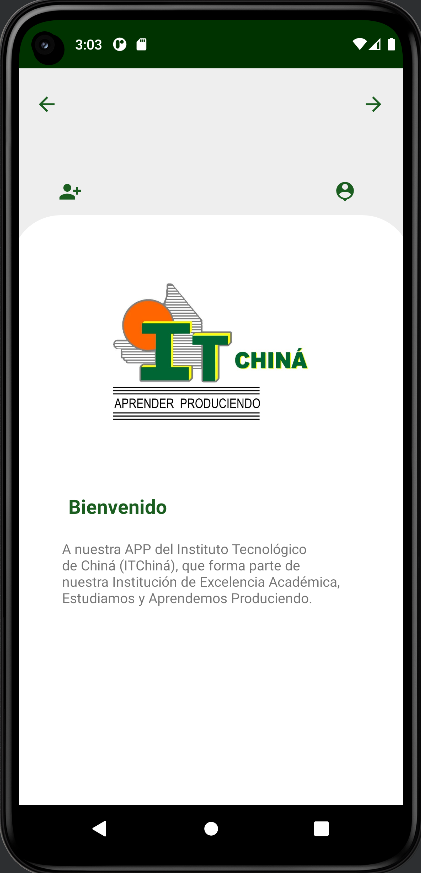 3:03
IT CHINÁ
APRENDER PRODUCIENDO
Bienvenido
A nuestra APP del Instituto Tecnológico
de Chiná (ITChiná), que forma parte de
nuestra Institución de Excelencia Académica,
Estudiamos y Aprendemos Produciendo.